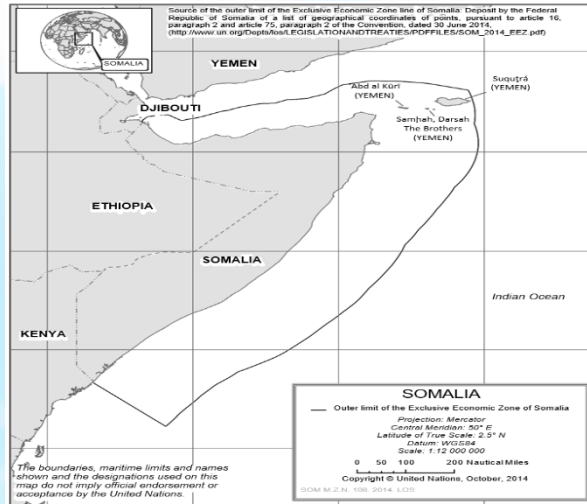 Source of the outer limit of the Exclusive Economic Zone line of Somalia: Deposit by the Federal
Republic of Somalia of a list of geographical coordinates of points, pursuant to article 16,
paragraph 2 and article 75, paragraph 2 of the Convention, dated 30 June 2014,
(http://www.un.org/Depts/los/LEGISLATIONANDTREATIES/PDFFILES/SOM_2014_EEZ.pdf)
SOMALIA
YEMEN
Suquţrá
(YEMEN)
Abd al Kūrī
(YEMEN)
DJIBOUTI
Samḥah, Darsah
The Brothers
(YEMEN)
ETHIOPIA
SOMALIA
Indian Ocean
KENYA
SOMALIA
Outer limit of the Exclusive Economic Zone of Somalia
Projection: Mercator
Central Meridian: 50° E
Latitude of True Scale: 2.5° N
Datum: WGS84
Scale: 1:12 000 000
0 50 100 200 Nautical Miles
Copyright © United Nations, October, 2014
The boundaries, maritime limits and names
shown and the designations used on this
map do not imply official endorsement or
acceptance by the United Nations.
SOM M.Z.N. 106. 2014. LOS